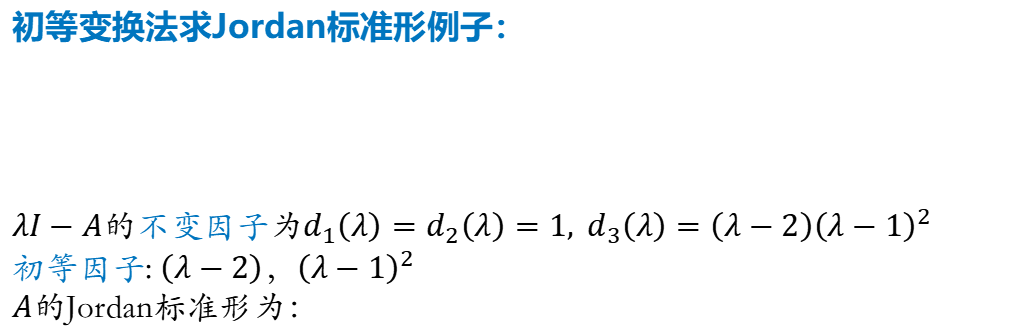 初等变换法求Jordan标准形例子：
λI − A的不变因子为d₁(λ) = d₂(λ) = 1, d₃(λ) = (λ − 2)(λ − 1)²
初等因子: (λ − 2)，(λ − 1)²
A的Jordan标准形为：